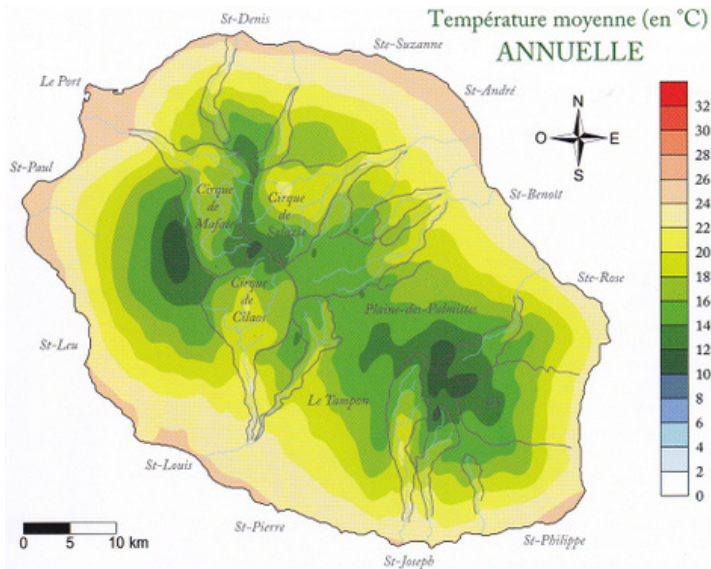 Température moyenne (en °C)
ANNUELLE
St-Denis
Ste-Suzanne
Le Port
St-André
N
O
E
S
St-Paul
Cirque
de
Mafate
Cirque
de
Salazie
St-Benoît
Ste-Rose
Cirque
de
Cilaos
Plaine-des-Palmistes
St-Leu
Le Tampon
St-Louis
St-Pierre
St-Philippe
St-Joseph
0 5 10 km
32
30
28
26
24
22
20
18
16
14
12
10
8
6
4
2
0